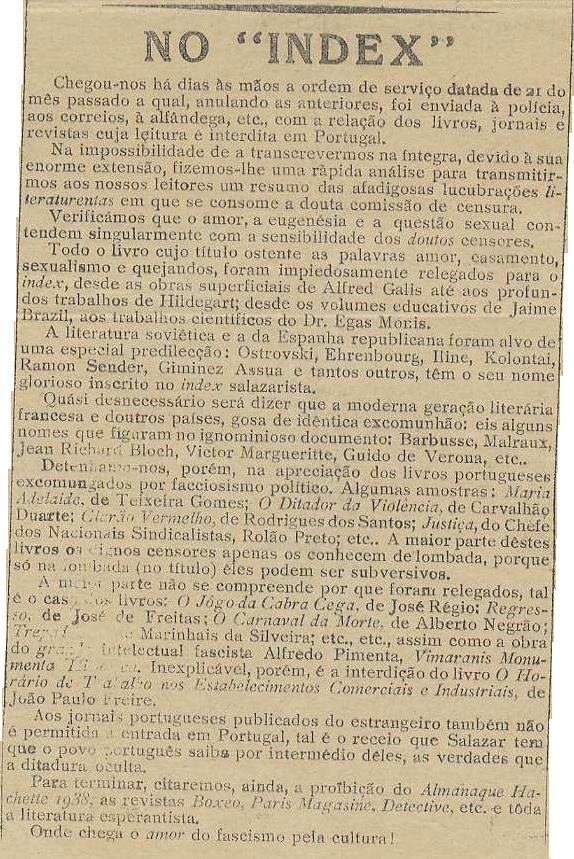 NO "INDEX"
Chegou-nos há dias às mãos a ordem de serviço datada de 21 do
mês passado a qual, anulando as anteriores, foi enviada à polícia,
aos correios, à alfândega, etc., com a relação dos livros, jornais e
revistas cuja leitura é interdita em Portugal.
Na impossibilidade de a transcrevermos na íntegra, devido à sua
enorme extensão, fizemos-lhe uma ràpida análise para transmitir-
mos aos nossos leitores um resumo das afadigosas lucubrações li-
teraturentas em que se consome a douta comissão de censura.
Verificámos que o amor, a eugenésia e a questão sexual con-
tendem singularmente com a sensibilidade dos doutos censores.
Todo o livro cujo título ostente as palavras amor, casamento,
sexualismo e quejandos, foram impiedosamente relegados para o
index, desde as obras superficiais de Alfred Galis até aos profun-
dos trabalhos de Hildegart; desde os volumes educativos de Jaime
Brazil, aos trabalhos científicos do Dr. Egas Monis.
A literatura soviética e a da Espanha republicana foram alvo de
uma especial predilecção: Ostrovski, Ehrenbourg, Iline, Kolontai,
Ramon Sender, Giminez Assua e tantos outros, têm o seu nome
glorioso inscrito no index salazarista.
Quási desnecessário será dizer que a moderna geração literária
francesa e doutros países, gosa de idêntica excomunhão: eis alguns
nomes que figuram no ignominioso documento: Barbusse, Malraux,
Jean Richard Bloch, Victor Margueritte, Guido de Verona, etc..
Detenhamo-nos, porém, na apreciação dos livros portugueses
excomungados por facciosismo político. Algumas amostras: Maria
Adelaide, de Teixeira Gomes; O Ditador da Violência, de Carvalhão
Duarte; Clarão Vermelho, de Rodrigues dos Santos; Justiça, do Chefe
dos Nacionais Sindicalistas, Rolão Preto; etc.. A maior parte dêstes
livros os dignos censores apenas os conhecem de lombada, porque
só na lombada (no título) êles podem ser subversivos.
A maior parte não se compreende por que foram relegados, tal
é o caso dos livros: O Jôgo da Cabra Cega, de José Régio; Regres-
so, de José de Freitas; O Carnaval da Morte, de Alberto Negrão;
Marinhais da Silveira; etc., etc., assim como a obra
do grande intelectual fascista Alfredo Pimenta, Vimaranis Monu-
menta. Inexplicável, porém, é a interdição do livro O Ho-
rário de Trabalho nos Estabelecimentos Comerciais e Industriais, de
João Paulo Freire.
Aos jornais portugueses publicados do estrangeiro também não
é permitida a entrada em Portugal, tal é o receio que Salazar tem
que o povo português saiba por intermédio dêles, as verdades que
a ditadura oculta.
Para terminar, citaremos, ainda, a proïbição do Almanaque Ha-
chette 1938, as revistas Boxeo, Paris Magasine, Detective, etc. e tôda
a literatura esperantista.
Onde chega o amor do fascismo pela cultura!